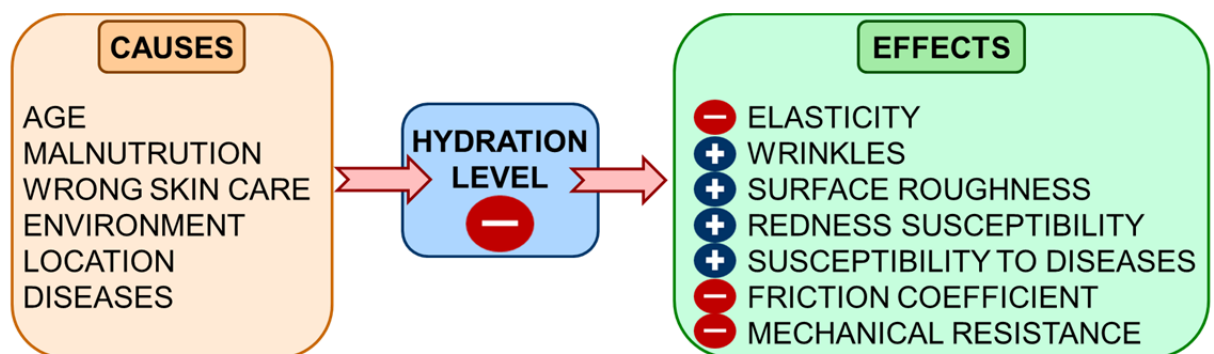 CAUSES
AGE
MALNUTRUTION
WRONG SKIN CARE
ENVIRONMENT
LOCATION
DISEASES
HYDRATION
LEVEL
EFFECTS
ELASTICITY
WRINKLES
SURFACE ROUGHNESS
REDNESS SUSCEPTIBILITY
SUSCEPTIBILITY TO DISEASES
FRICTION COEFFICIENT
MECHANICAL RESISTANCE